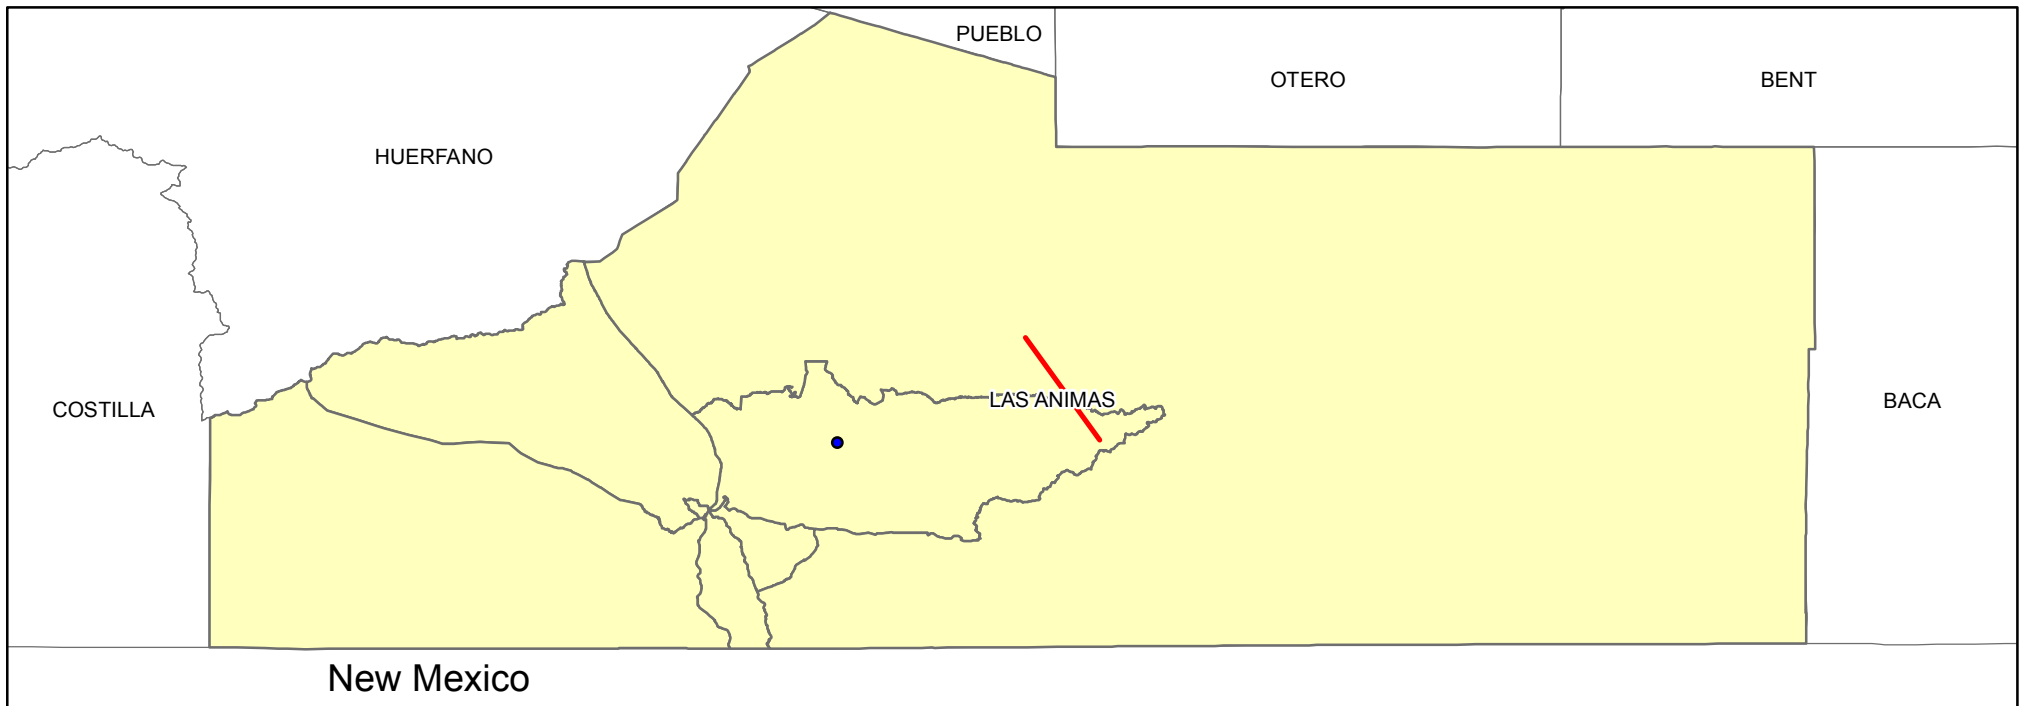 PUEBLO
OTERO
BENT
HUERFANO
LAS ANIMAS
COSTILLA
BACA
New Mexico